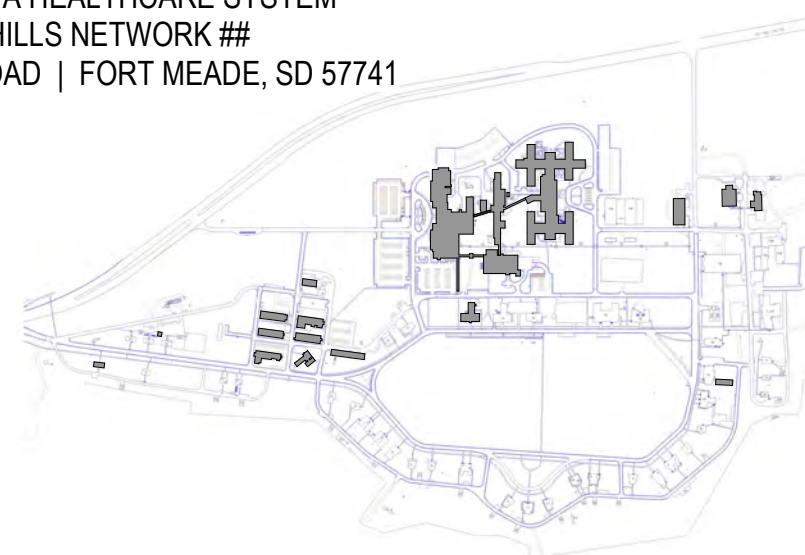 A HEALTHCARE SYSTEM
HILLS NETWORK ##
OAD | FORT MEADE, SD 57741